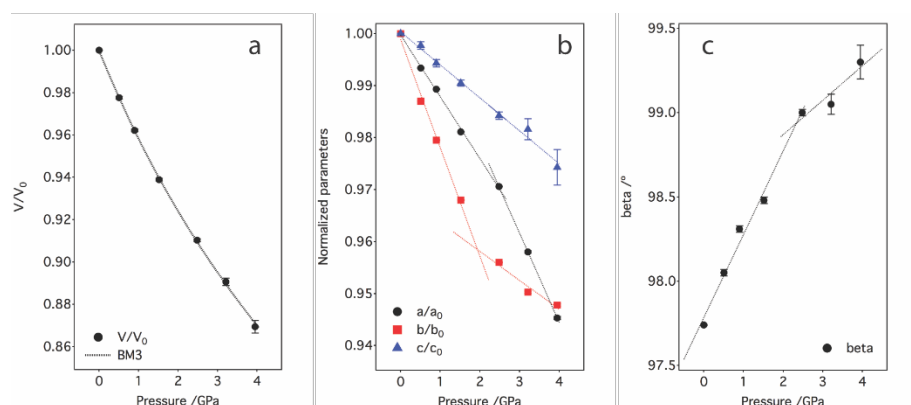 a
V/V0
1.00
0.98
0.96
0.94
0.92
0.90
0.88
0.86
V/V0
BM3
0 1 2 3 4
Pressure /GPa
b
Normalized parameters
1.00
0.99
0.98
0.97
0.96
0.95
0.94
a/a0
b/b0
c/c0
0 1 2 3 4
Pressure /GPa
c
beta /°
99.5
99.0
98.5
98.0
97.5
beta
0 1 2 3 4
Pressure /GPa